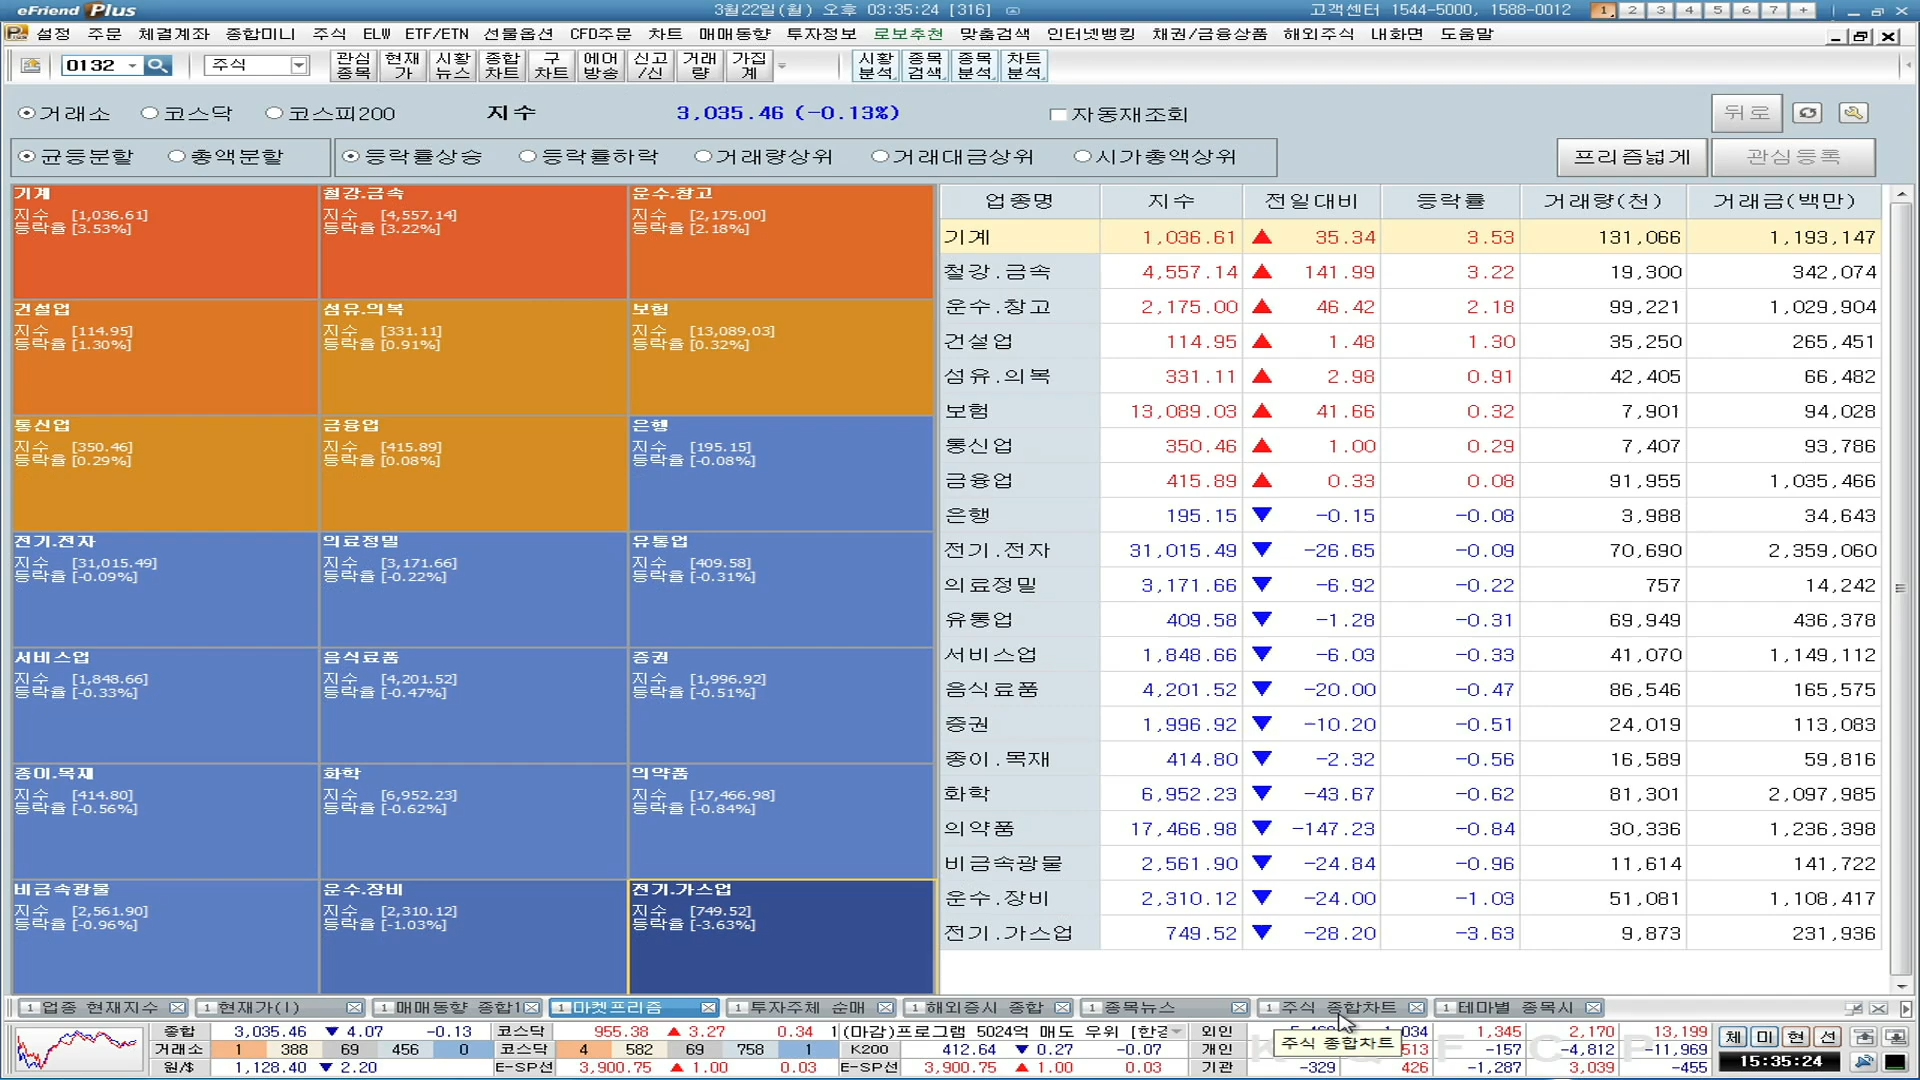 eFriend Plus 3월22일(월) 오후 03:35:24 [316] 고객센터 1544-5000, 1588-0012 1 2 3 4 5 6 7 +
설정 주문 체결계좌 종합미니 주식 ELW ETF/ETN 선물옵션 CFD주문 차트 매매동향 투자정보 로보추천 맞춤검색 인터넷뱅킹 채권/금융상품 해외주식 내화면 도움말
0132 주식 관심종목 현재가 시황뉴스 종합차트 구차트 에어방송 신고/신 거래량 가집계 시황분석 종목검색 종목분석 차트분석
거래소 코스닥 코스피200 지수 3,035.46 (-0.13%) 자동재조회 뒤로
균등분할 총액분할 등락률상승 등락률하락 거래량상위 거래대금상위 시가총액상위 프리즘넓게 관심등록
기계 철강.금속 운수.창고
지수 [1,036.61] 지수 [4,557.14] 지수 [2,175.00]
등락율 [3.53%] 등락율 [3.22%] 등락율 [2.18%]
건설업 섬유.의복 보험
지수 [114.95] 지수 [331.11] 지수 [13,089.03]
등락율 [1.30%] 등락율 [0.91%] 등락율 [0.32%]
통신업 금융업 은행
지수 [350.46] 지수 [415.89] 지수 [195.15]
등락율 [0.29%] 등락율 [0.08%] 등락율 [-0.08%]
전기.전자 의료정밀 유통업
지수 [31,015.49] 지수 [3,171.66] 지수 [409.58]
등락율 [-0.09%] 등락율 [-0.22%] 등락율 [-0.31%]
서비스업 음식료품 증권
지수 [1,848.66] 지수 [4,201.52] 지수 [1,996.92]
등락율 [-0.33%] 등락율 [-0.47%] 등락율 [-0.51%]
종이.목재 화학 의약품
지수 [414.80] 지수 [6,952.23] 지수 [17,466.98]
등락율 [-0.56%] 등락율 [-0.62%] 등락율 [-0.84%]
비금속광물 운수.장비 전기.가스업
지수 [2,561.90] 지수 [2,310.12] 지수 [749.52]
등락율 [-0.96%] 등락율 [-1.03%] 등락율 [-3.63%]
업종명 지수 전일대비 등락률 거래량(천) 거래금(백만)
기계 1,036.61 ▲ 35.34 3.53 131,066 1,193,147
철강.금속 4,557.14 ▲ 141.99 3.22 19,300 342,074
운수.창고 2,175.00 ▲ 46.42 2.18 99,221 1,029,904
건설업 114.95 ▲ 1.48 1.30 35,250 265,451
섬유.의복 331.11 ▲ 2.98 0.91 42,405 66,482
보험 13,089.03 ▲ 41.66 0.32 7,901 94,028
통신업 350.46 ▲ 1.00 0.29 7,407 93,786
금융업 415.89 ▲ 0.33 0.08 91,955 1,035,466
은행 195.15 ▼ -0.15 -0.08 3,988 34,643
전기.전자 31,015.49 ▼ -26.65 -0.09 70,690 2,359,060
의료정밀 3,171.66 ▼ -6.92 -0.22 757 14,242
유통업 409.58 ▼ -1.28 -0.31 69,949 436,378
서비스업 1,848.66 ▼ -6.03 -0.33 41,070 1,149,112
음식료품 4,201.52 ▼ -20.00 -0.47 86,546 165,575
증권 1,996.92 ▼ -10.20 -0.51 24,019 113,083
종이.목재 414.80 ▼ -2.32 -0.56 16,589 59,816
화학 6,952.23 ▼ -43.67 -0.62 81,301 2,097,985
의약품 17,466.98 ▼ -147.23 -0.84 30,336 1,236,398
비금속광물 2,561.90 ▼ -24.84 -0.96 11,614 141,722
운수.장비 2,310.12 ▼ -24.00 -1.03 51,081 1,108,417
전기.가스업 749.52 ▼ -28.20 -3.63 9,873 231,936
1 업종 현재지수 1 현재가(I) 1 매매동향 종합1 1 마켓프리즘 1 투자주체 순매 1 해외증시 종합 1 종목뉴스 1 주식 종합차트 1 테마별 종목시
종합 3,035.46 ▼ 4.07 -0.13 코스닥 955.38 ▲ 3.27 0.34 1(마감)프로그램 5024억 매도 우위 [한경 외인 034 1,345 2,170 13,199 체 미 현 선
거래소 1 388 69 456 0 코스닥 4 582 69 758 1 K200 412.64 ▼ 0.27 -0.07 개인 513 -157 -4,812 -11,969
원/$ 1,128.40 ▼ 2.20 E-SP선 3,900.75 ▲ 1.00 0.03 E-SP선 3,900.75 ▲ 1.00 0.03 기관 -329 426 -1,287 3,039 -455 15:35:24
주식 종합차트